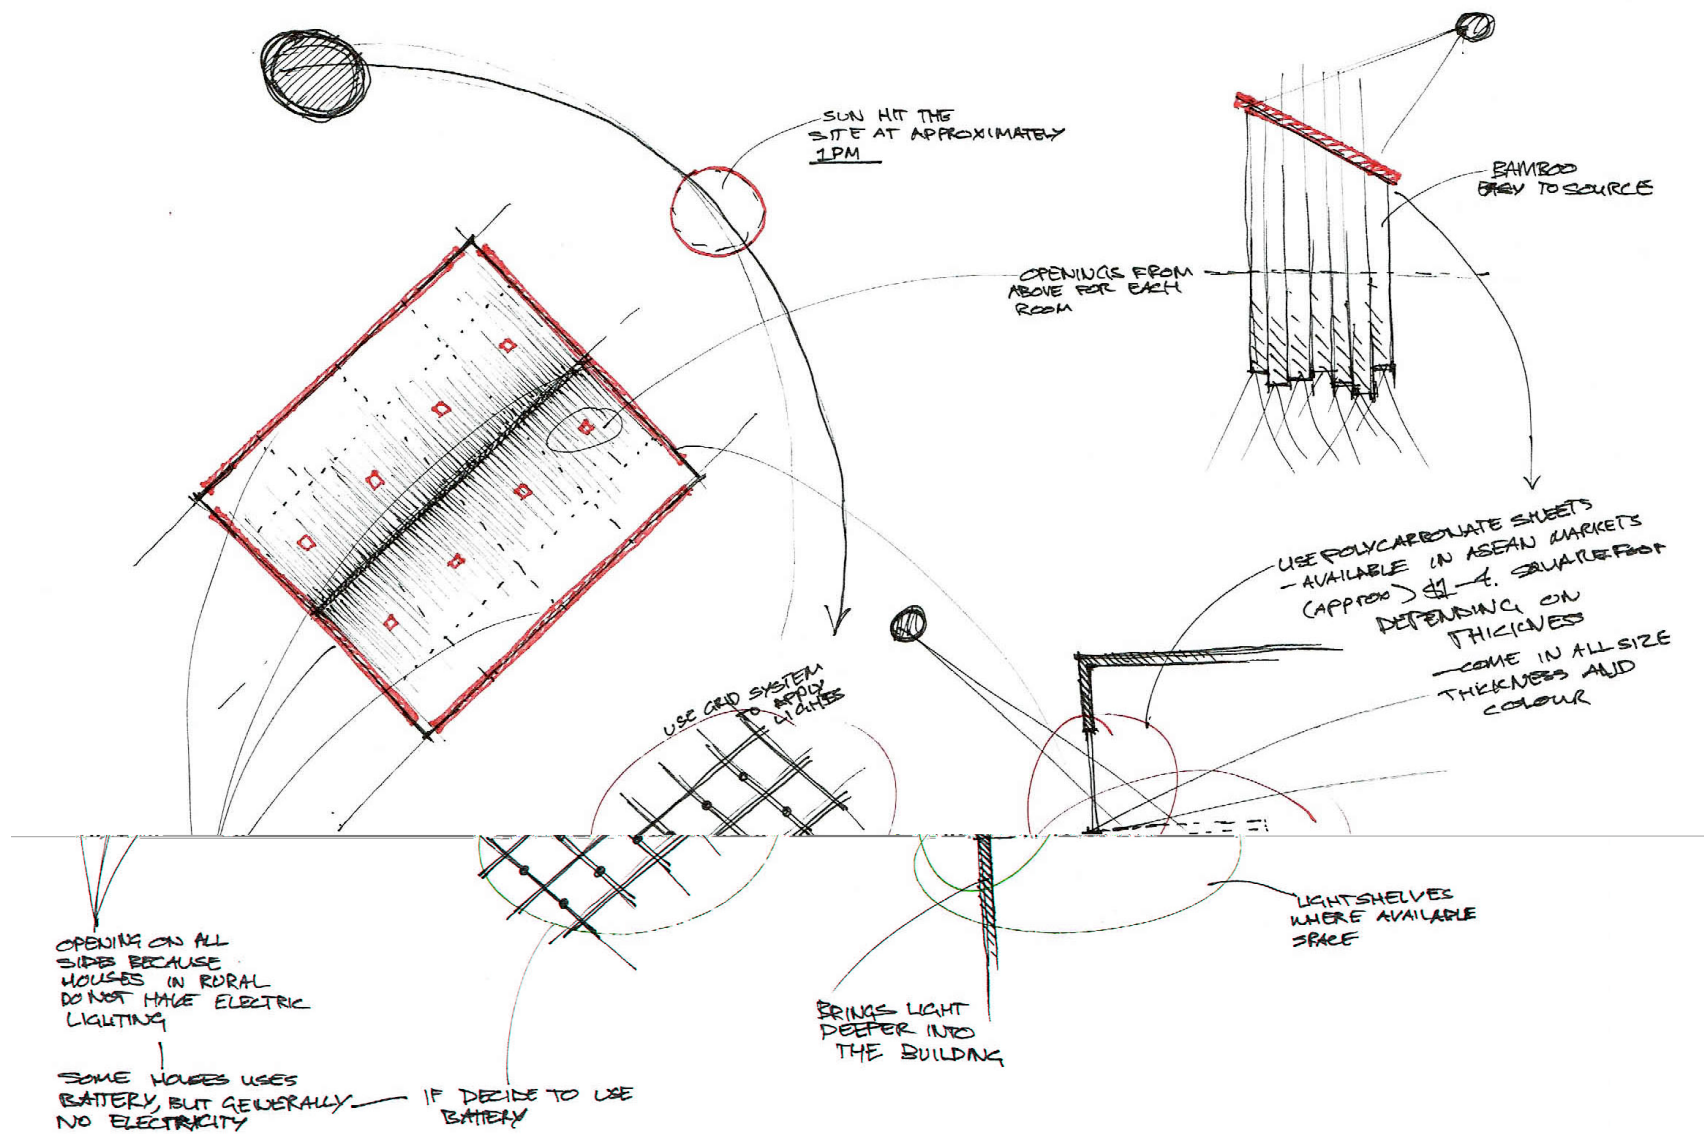 SUN HIT THE
SITE AT APPROXIMATELY
1PM
BAMBOO
EASY TO SOURCE
OPENINGS FROM
ABOVE FOR EACH
ROOM
USE POLYCARBONATE SHEETS
- AVAILABLE IN ASEAN MARKETS
(APPROX) $1-4. SQUAREFOOT
DEPENDING ON
THICKNESS
- COME IN ALL SIZE
THICKNESS AND
COLOUR
USE GRID SYSTEM
TO APPLY
LIGHTS
LIGHTSHELVES
WHERE AVAILABLE
SPACE
OPENING ON ALL
SIDES BECAUSE
HOUSES IN RURAL
DO NOT HAVE ELECTRIC
LIGHTING
BRINGS LIGHT
DEEPER INTO
THE BUILDING
SOME HOUSES USES
BATTERY, BUT GENERALLY
NO ELECTRICITY
IF DECIDE TO USE
BATTERY